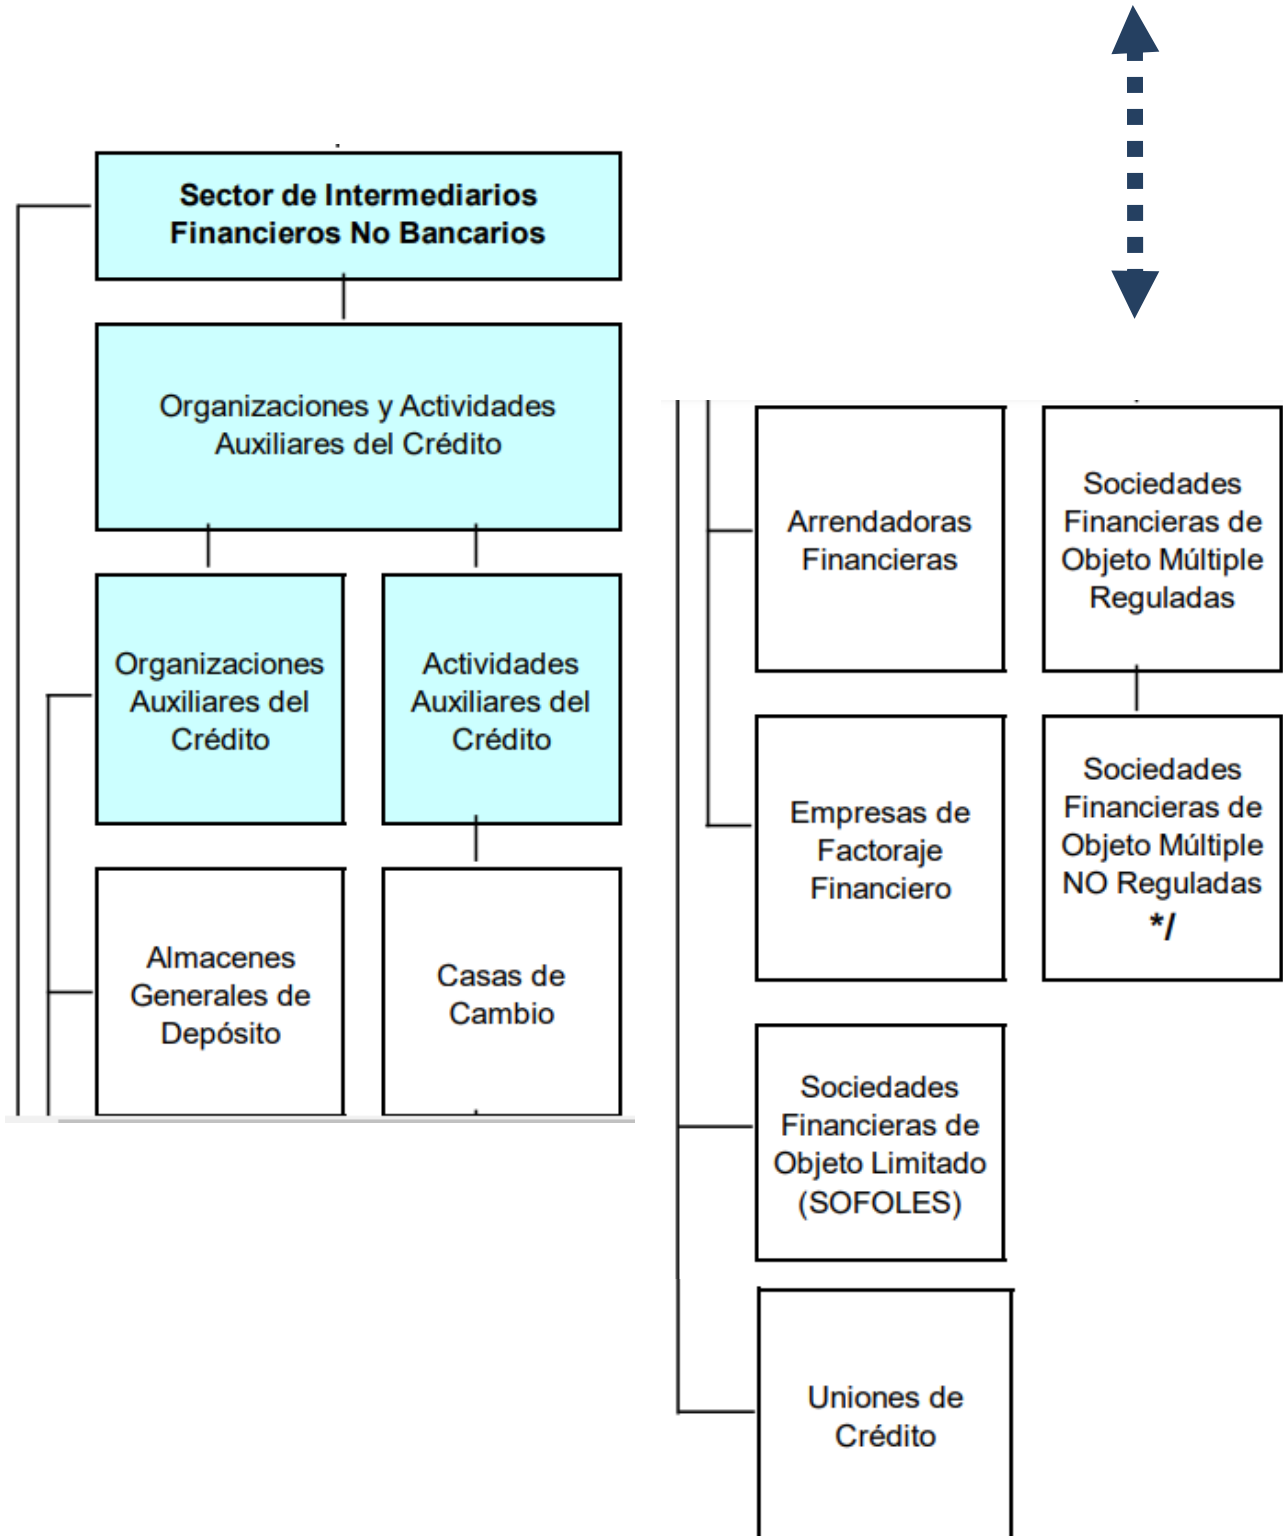 Sector de Intermediarios
Financieros No Bancarios
Organizaciones y Actividades
Auxiliares del Crédito
Organizaciones
Auxiliares del
Crédito
Actividades
Auxiliares del
Crédito
Almacenes
Generales de
Depósito
Casas de
Cambio
Arrendadoras
Financieras
Sociedades
Financieras de
Objeto Múltiple
Reguladas
Empresas de
Factoraje
Financiero
Sociedades
Financieras de
Objeto Múltiple
NO Reguladas
*/
Sociedades
Financieras de
Objeto Limitado
(SOFOLES)
Uniones de
Crédito